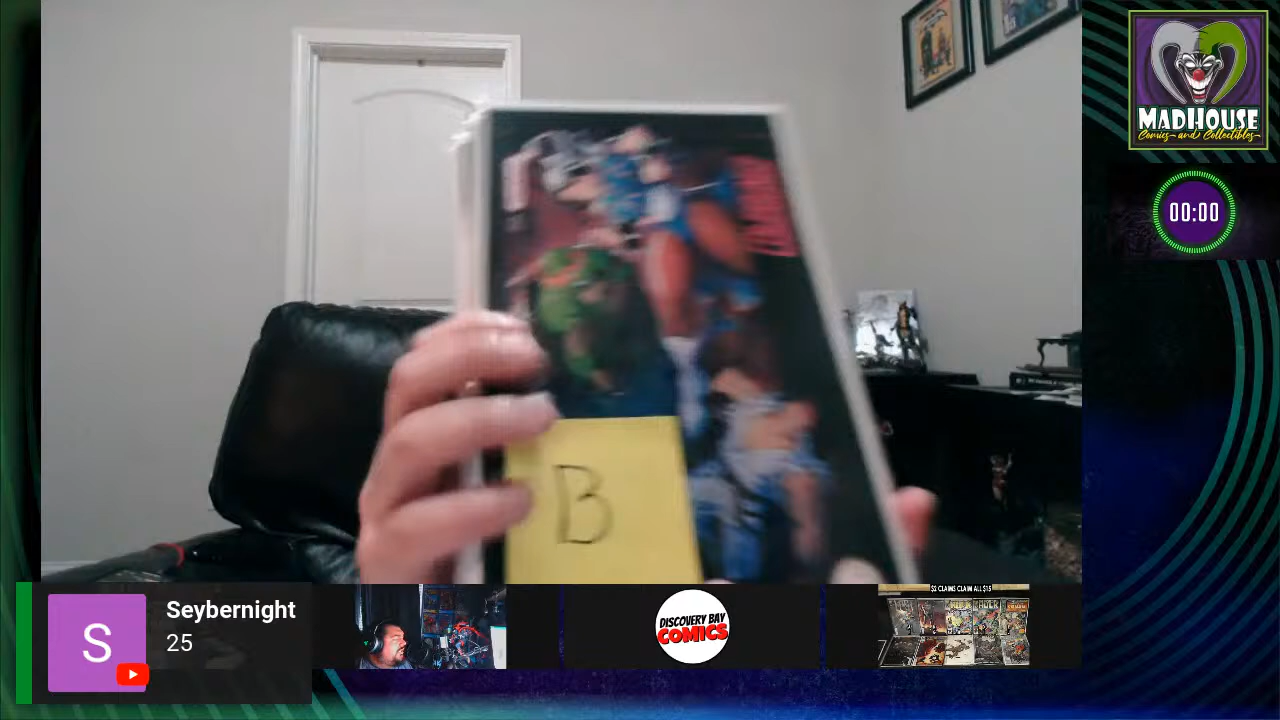 MADHOUSE
Comics and Collectibles
00:00
B
$2 CLAIMS CLAIM ALL $15
S
Seybernight
25
DISCOVERY BAY
COMICS